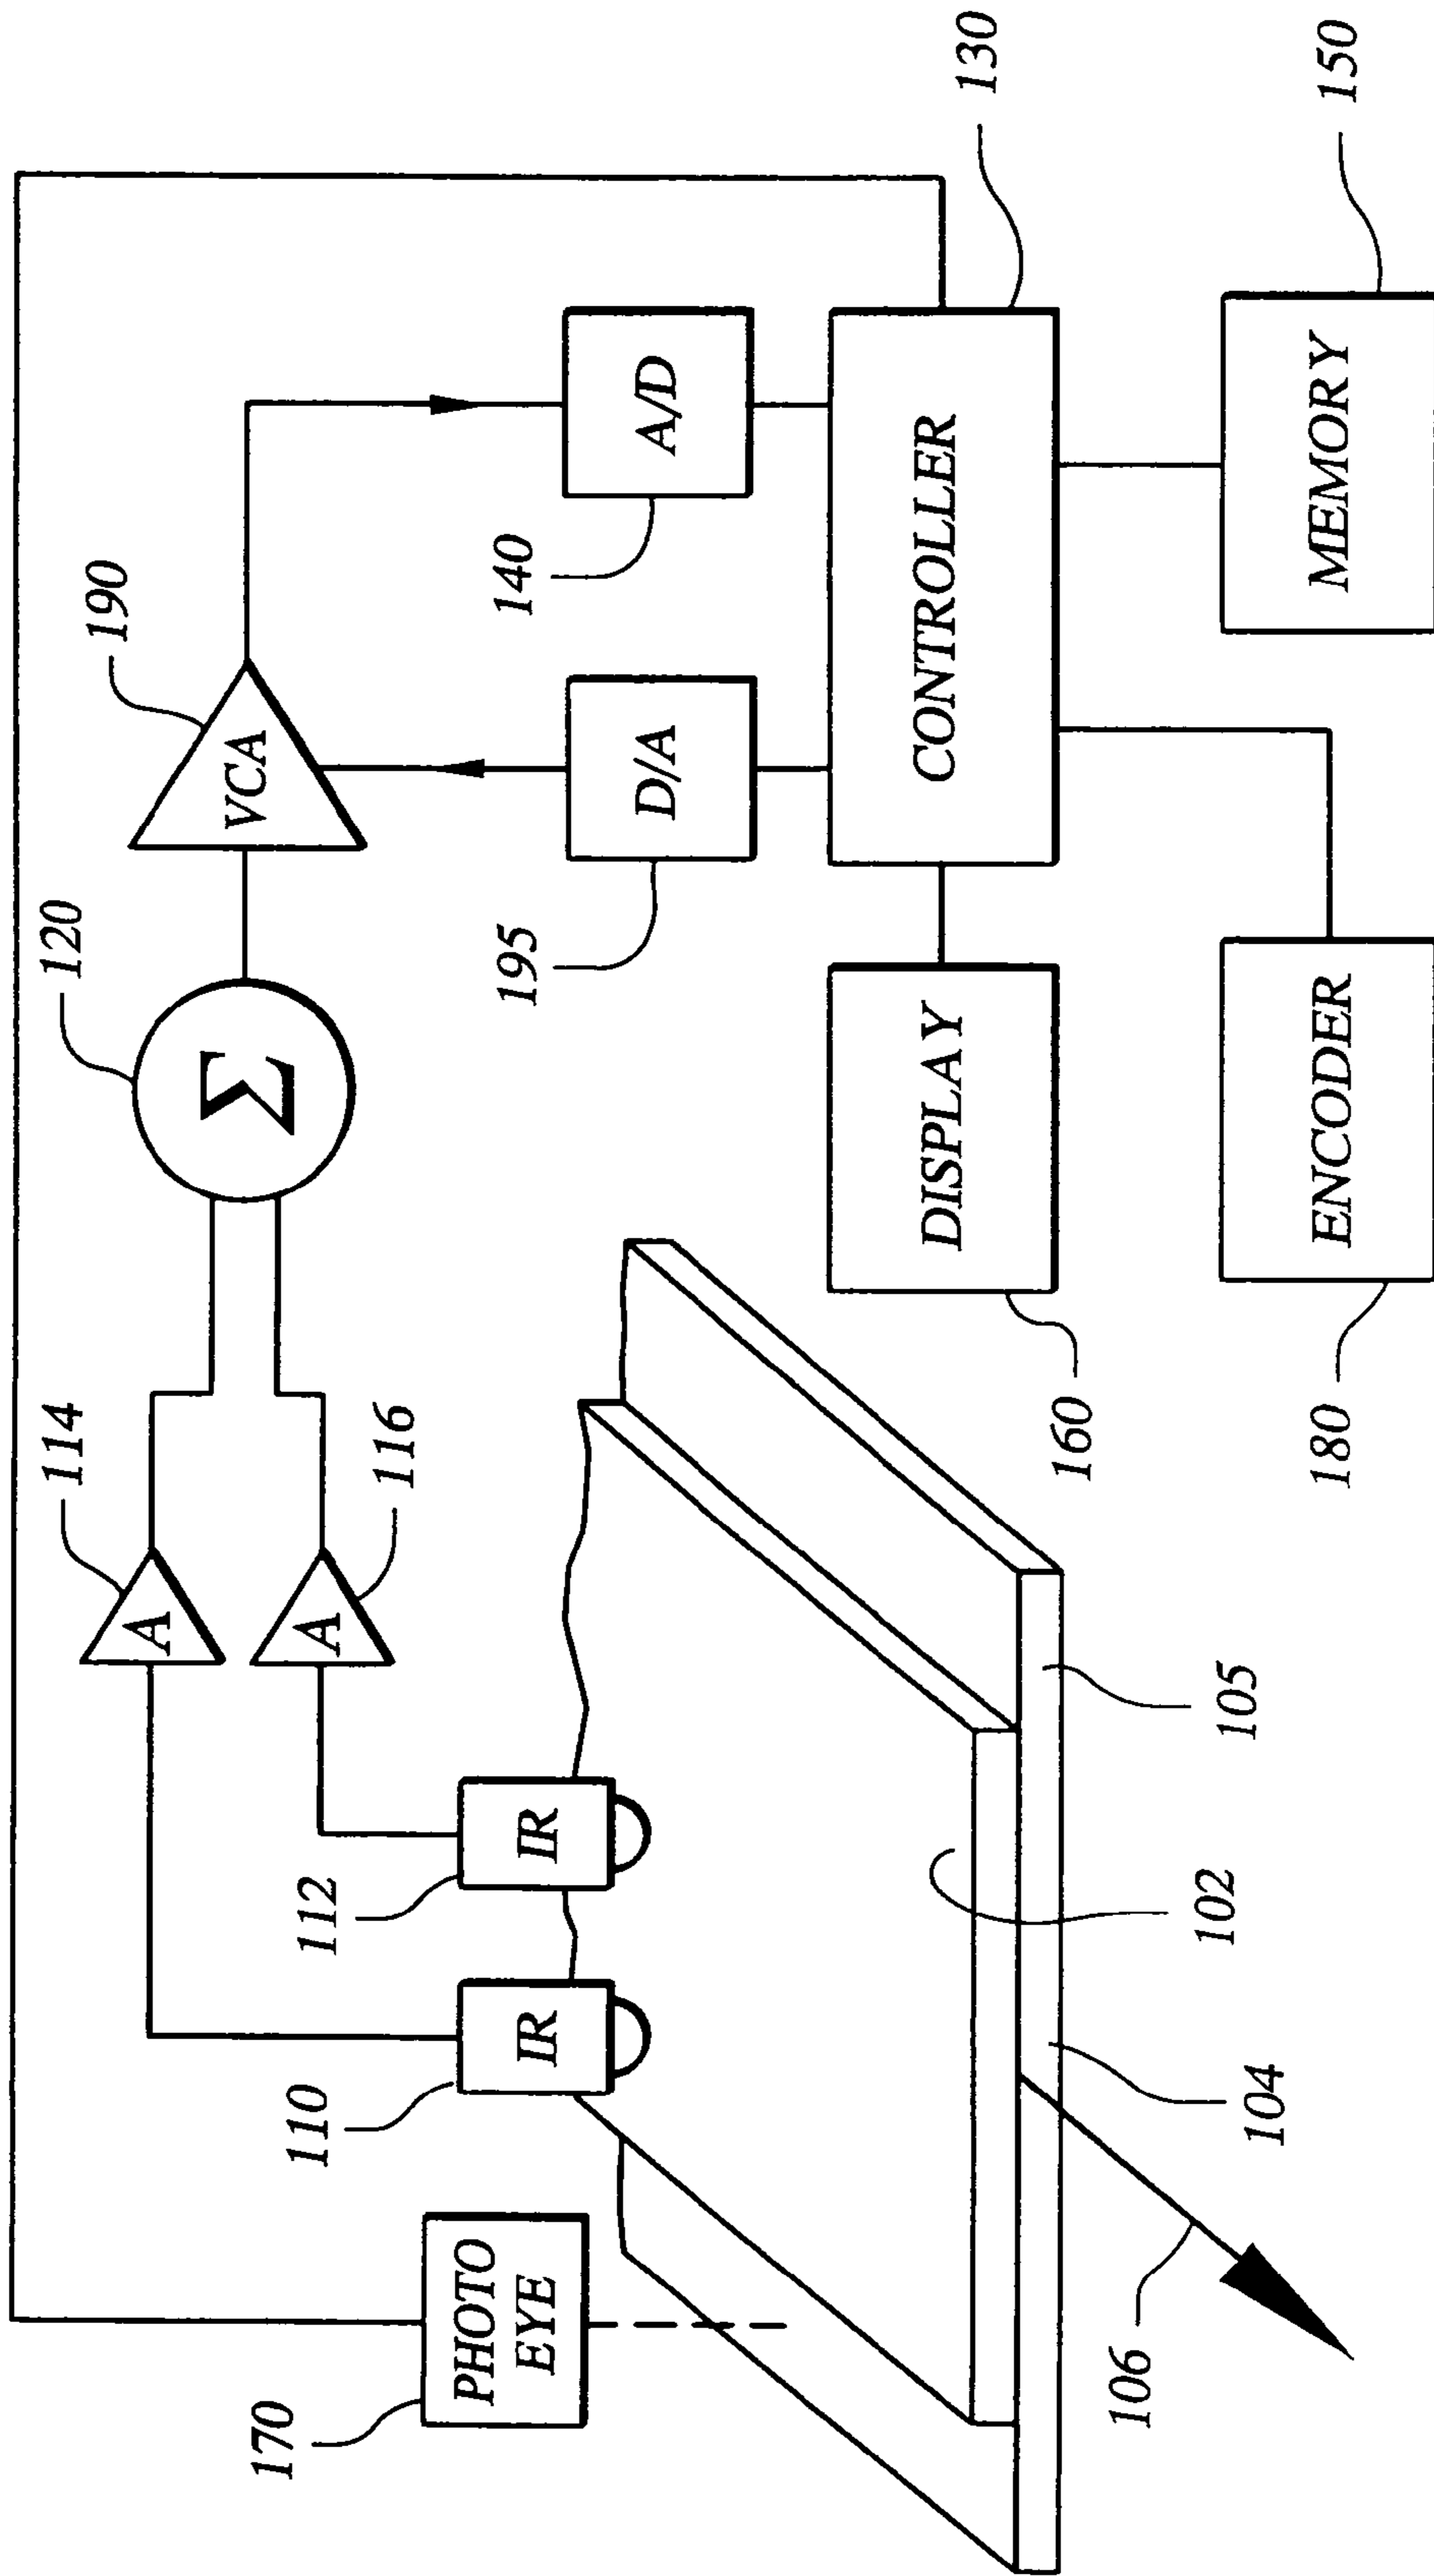 190
120
114
VCA
Σ
A
116
A
112
IR
110
IR
170
PHOTO
EYE
140
A/D
195
D/A
130
CONTROLLER
DISPLAY
160
150
MEMORY
ENCODER
180
105
102
104
106